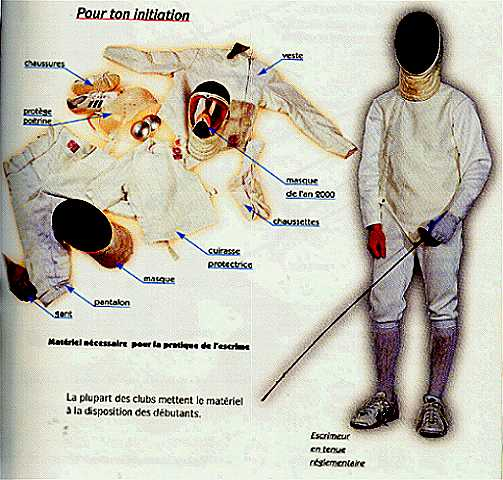 Pour ton initiation
chaussures
veste
protège
poitrine
masque
de l'an 2000
chaussettes
cuirasse
protectrice
masque
pantalon
gant
Matériel nécessaire pour la pratique de l'escrime
La plupart des clubs mettent le matériel
à la disposition des débutants.
Escrimeur
en tenue
réglementaire